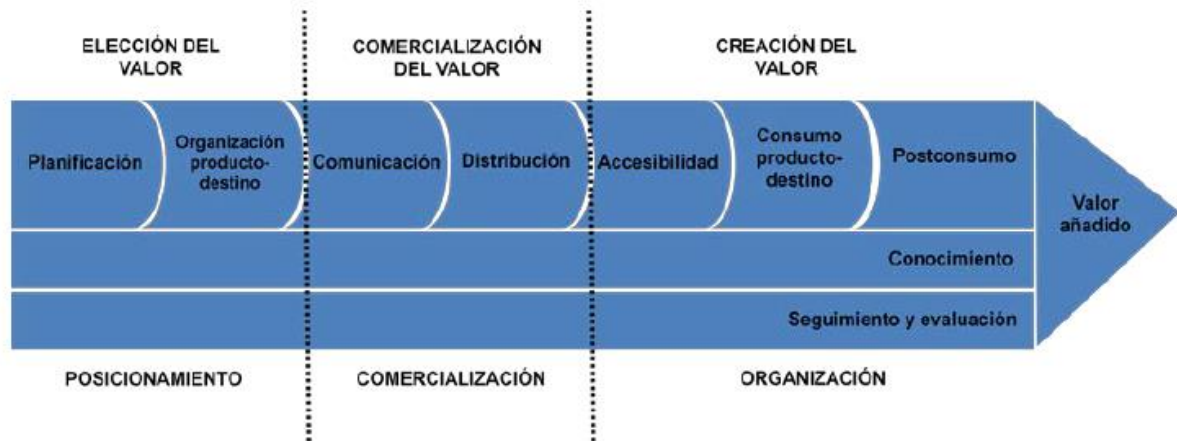 ELECCIÓN DEL
VALOR
COMERCIALIZACIÓN
DEL VALOR
CREACIÓN DEL
VALOR
Planificación
Organización
producto-
destino
Comunicación
Distribución
Accesibilidad
Consumo
producto-
destino
Postconsumo
Valor
añadido
Conocimiento
Seguimiento y evaluación
POSICIONAMIENTO
COMERCIALIZACIÓN
ORGANIZACIÓN